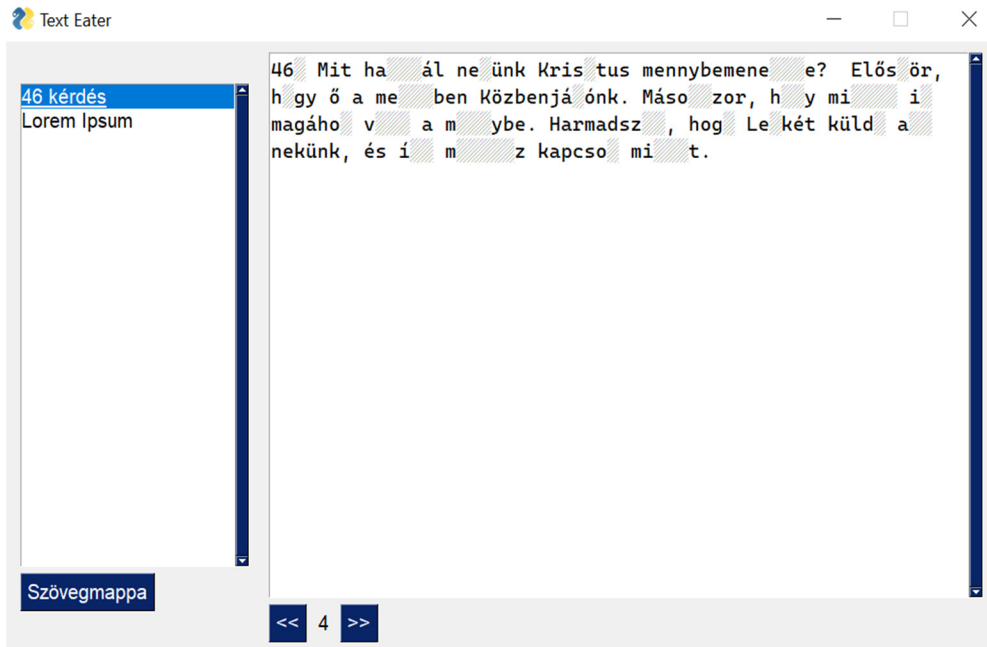 Text Eater
46 kérdés
Lorem Ipsum
46░ Mit ha░░░ál ne░ünk Kris░tus mennybemene░░░e?  Elős░ör,
h░gy ő a me░░░ben Közbenjá░ónk. Máso░░zor, h░░y mi░░░░ i░
magáho░ v░░░ a m░░░ybe. Harmadsz░░, hog░ Le░két küld░ a░░
nekünk, és í░░ m░░░░░z kapcso░ mi░░░t.
Szövegmappa
<< 4 >>